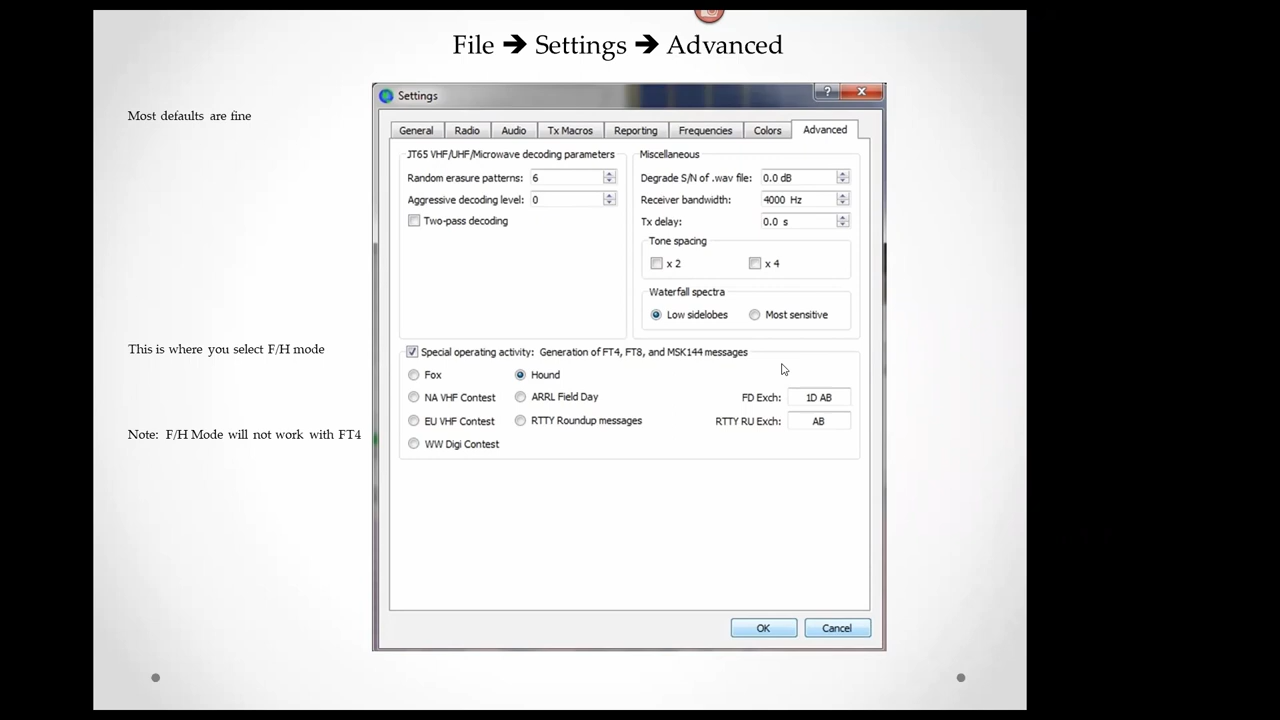 File ➔ Settings ➔ Advanced
Most defaults are fine
This is where you select F/H mode
Note: F/H Mode will not work with FT4
Settings
?
General Radio Audio Tx Macros Reporting Frequencies Colors Advanced
JT65 VHF/UHF/Microwave decoding parameters
Random erasure patterns: 6
Aggressive decoding level: 0
Two-pass decoding
Miscellaneous
Degrade S/N of .wav file: 0.0 dB
Receiver bandwidth: 4000 Hz
Tx delay: 0.0 s
Tone spacing
x 2 x 4
Waterfall spectra
Low sidelobes Most sensitive
Special operating activity: Generation of FT4, FT8, and MSK144 messages
Fox Hound
NA VHF Contest ARRL Field Day FD Exch: 1D AB
EU VHF Contest RTTY Roundup messages RTTY RU Exch: AB
WW Digi Contest
OK Cancel